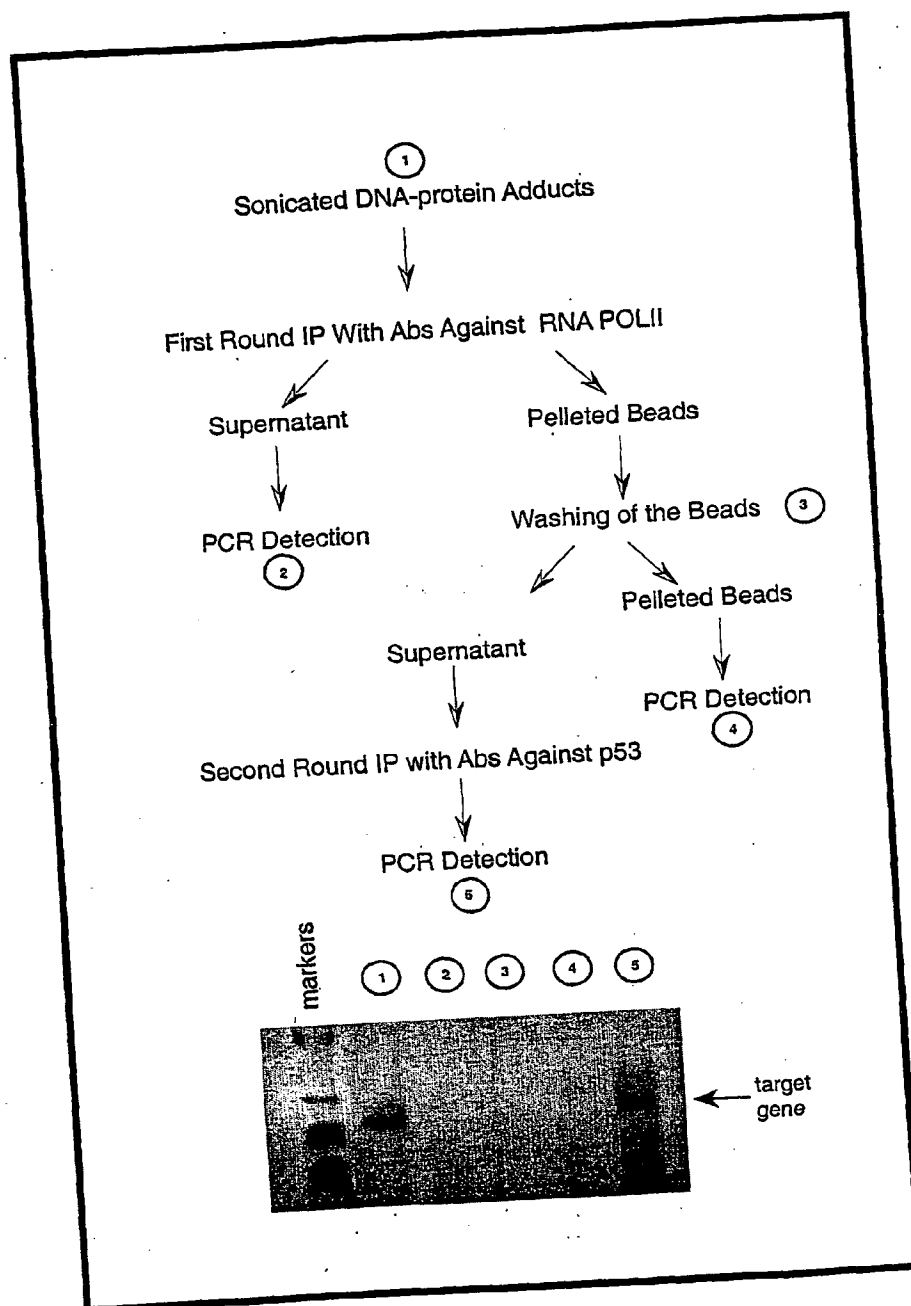 1
Sonicated DNA-protein Adducts
First Round IP With Abs Against RNA POLII
Supernatant
Pelleted Beads
PCR Detection
2
Washing of the Beads 3
Pelleted Beads
Supernatant
PCR Detection
4
Second Round IP with Abs Against p53
PCR Detection
5
markers
1 2 3 4 5
target
gene